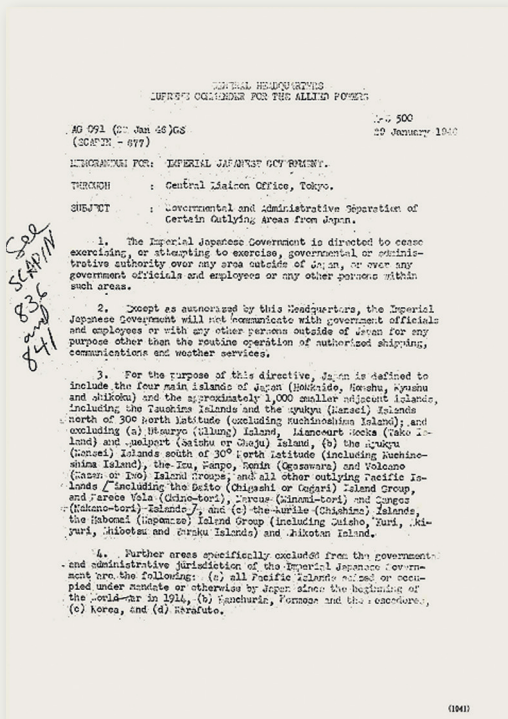 GENERAL HEADQUARTERS
SUPREME COMMANDER FOR THE ALLIED POWERS
APO 500
29 January 1946
AG 091 (29 Jan 46)GS
(SCAPIN - 677)
MEMORANDUM FOR: IMPERIAL JAPANESE GOVERNMENT.
THROUGH : Central Liaison Office, Tokyo.
SUBJECT : Governmental and Administrative Separation of
Certain Outlying Areas from Japan.
See
SCAPIN
836
and
841
1. The Imperial Japanese Government is directed to cease
exercising, or attempting to exercise, governmental or adminis-
trative authority over any area outside of Japan, or over any
government officials and employees or any other persons within
such areas.
2. Except as authorized by this Headquarters, the Imperial
Japanese Government will not communicate with government officials
and employees or with any other persons outside of Japan for any
purpose other than the routine operation of authorized shipping,
communications and weather services.
3. For the purpose of this directive, Japan is defined to
include the four main islands of Japan (Hokkaido, Honshu, Kyushu
and Shikoku) and the approximately 1,000 smaller adjacent islands,
including the Tsushima Islands and the Ryukyu (Nansei) Islands
north of 30° North Latitude (excluding Kuchinoshima Island); and
excluding (a) Utsuryo (Ullung) Island, Liancourt Rocks (Take Is-
land) and Quelpart (Saishu or Cheju) Island, (b) the Ryukyu
(Nansei) Islands south of 30° North Latitude (including Kuchino-
shima Island), the Izu, Nanpo, Bonin (Ogasawara) and Volcano
(Kazan or Iwo) Island Groups, and all other outlying Pacific Is-
lands [including the Daito (Ohigashi or Oagari) Island Group,
and Parece Vela (Okino-tori), Marcus (Minami-tori) and Ganges
(Nakano-tori) Islands], and (c) the Kurile (Chishima) Islands,
the Habomai (Hapomaze) Island Group (including Suisho, Yuri, Aki-
yuri, Shibotsu and Taraku Islands) and Shikotan Island.
4. Further areas specifically excluded from the governmental
and administrative jurisdiction of the Imperial Japanese Govern-
ment are the following: (a) all Pacific Islands seized or occu-
pied under mandate or otherwise by Japan since the beginning of
the World War in 1914, (b) Manchuria, Formosa and the Pescadores,
(c) Korea, and (d) Karafuto.
(1041)